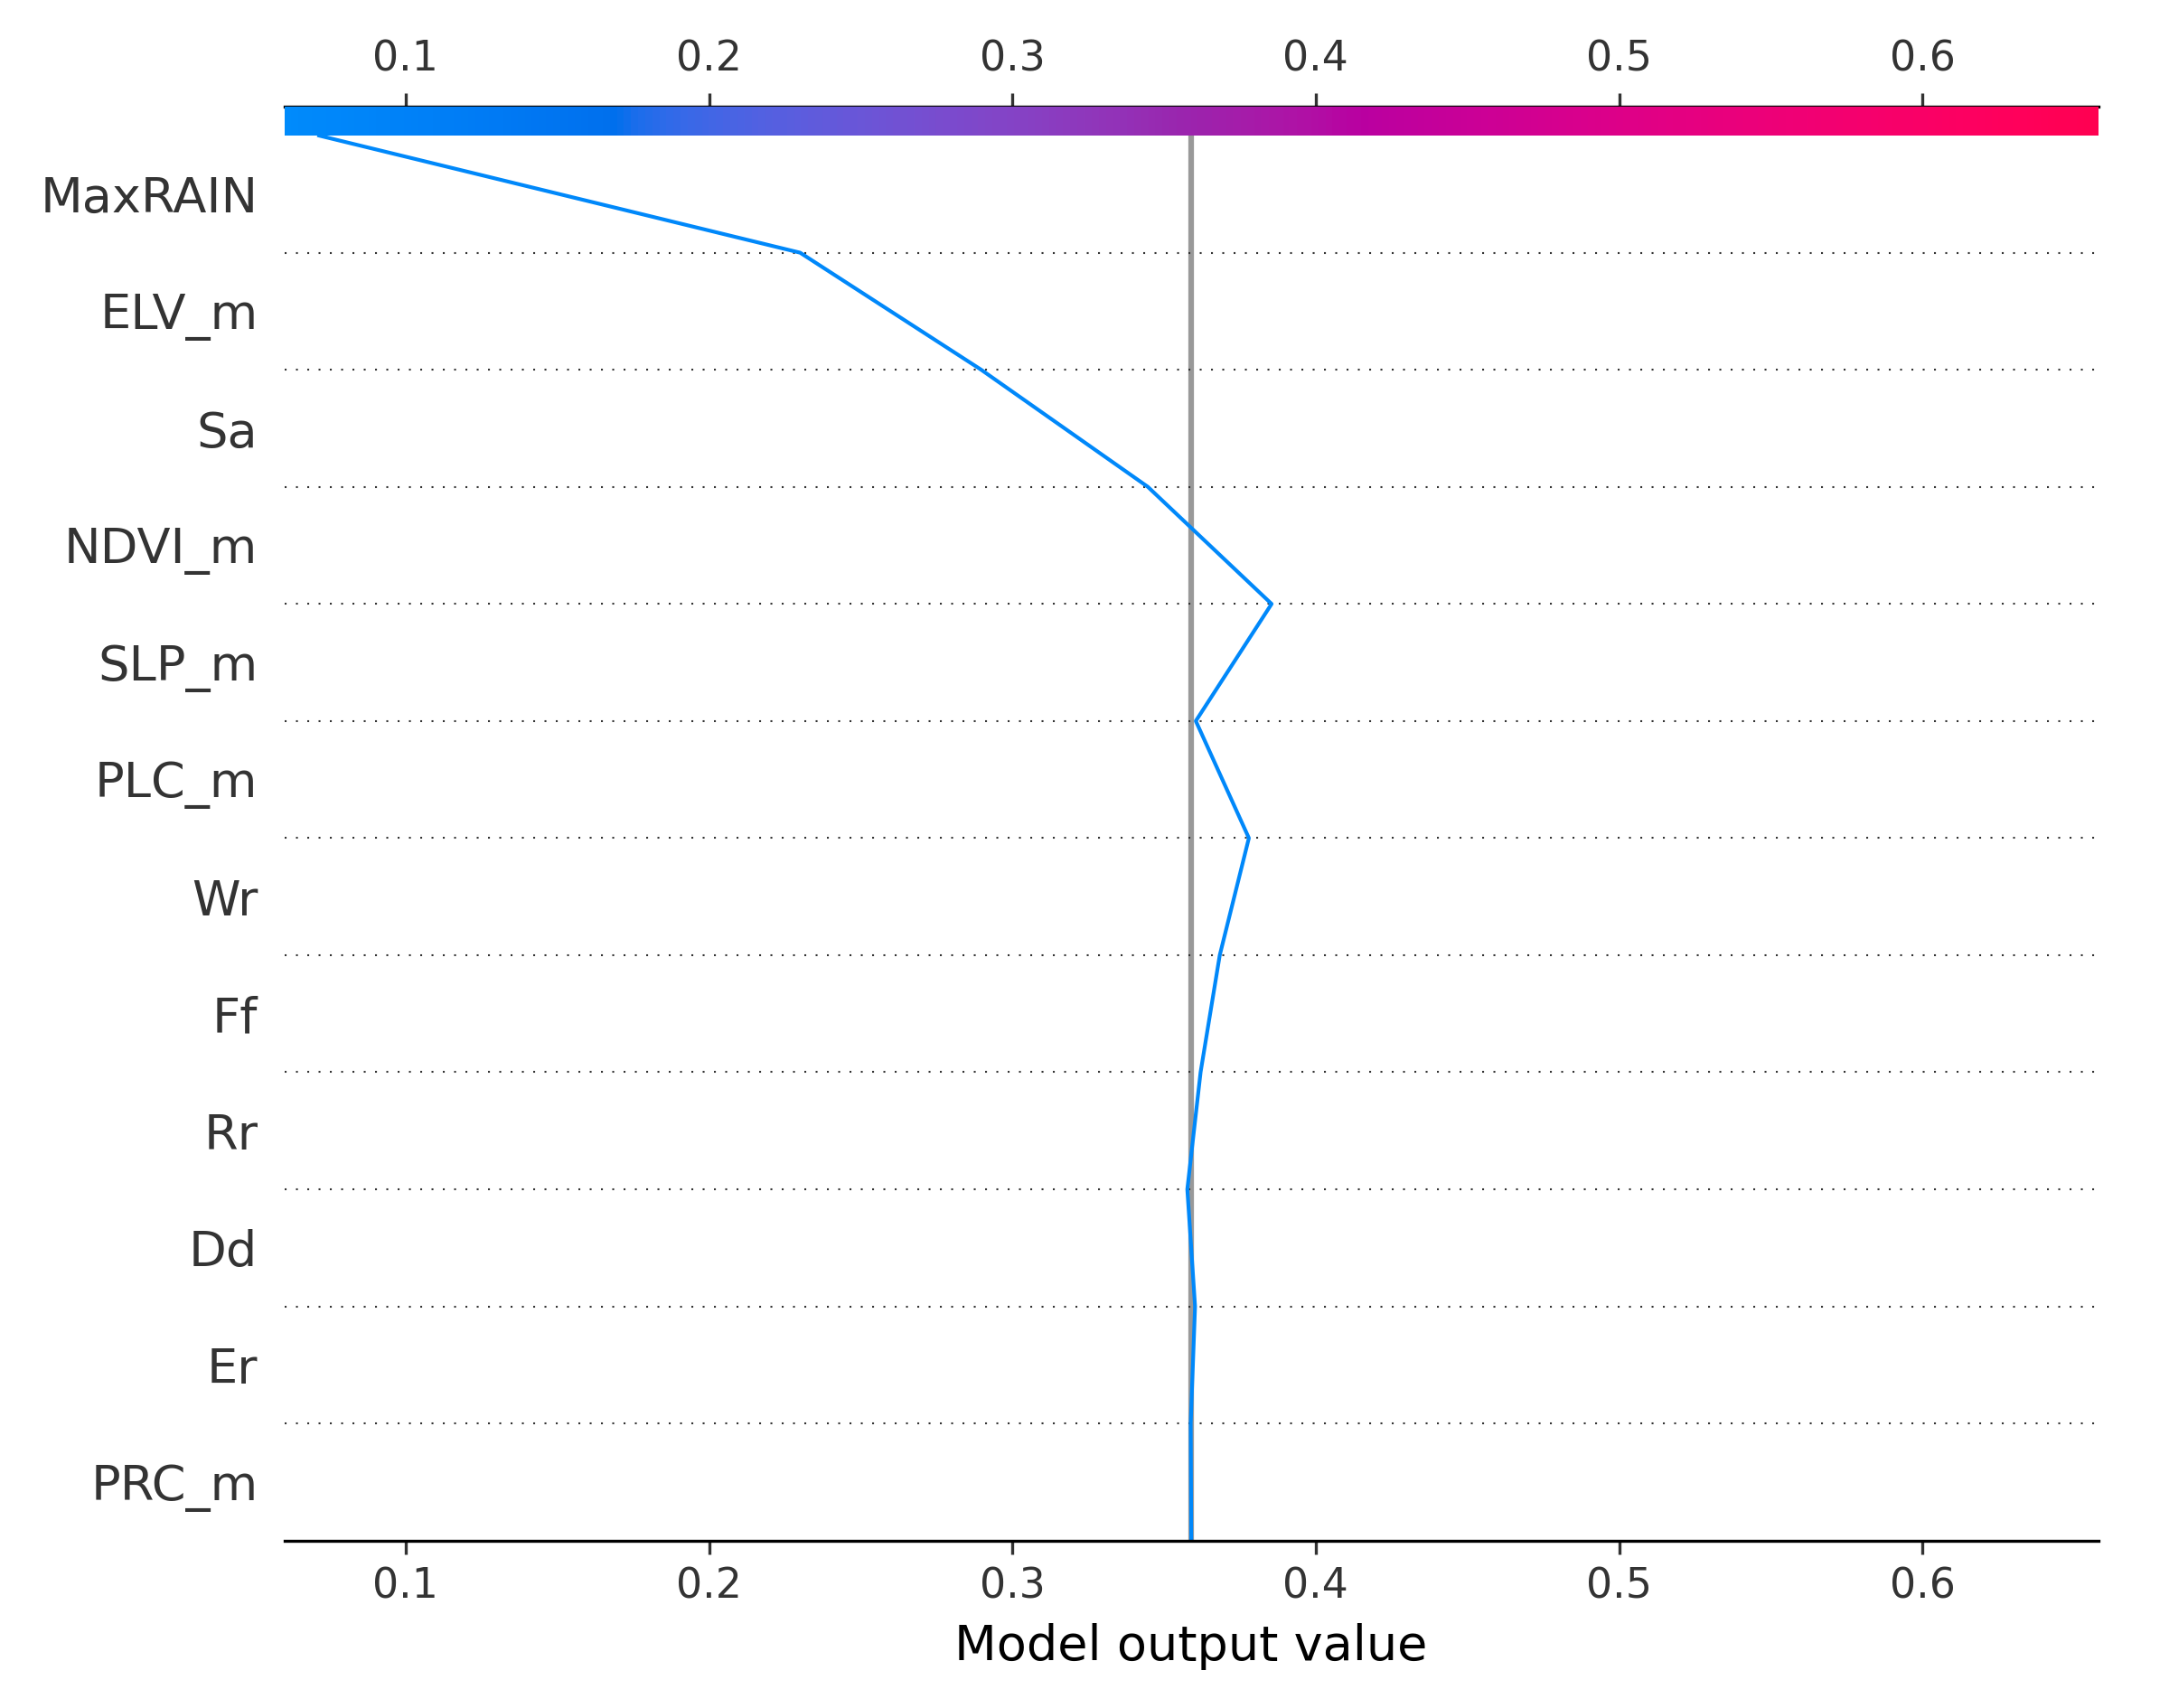 0.1 0.2 0.3 0.4 0.5 0.6
MaxRAIN
ELV_m
Sa
NDVI_m
SLP_m
PLC_m
Wr
Ff
Rr
Dd
Er
PRC_m
0.1 0.2 0.3 0.4 0.5 0.6
Model output value